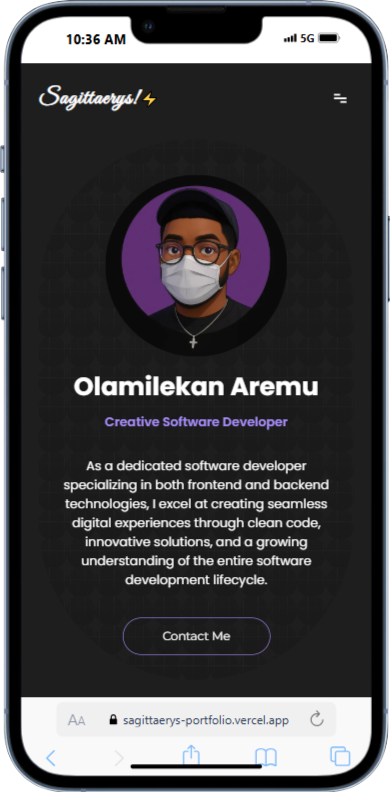 10:36 AM 5G
Sagittaerys!⚡
Olamilekan Aremu
Creative Software Developer
As a dedicated software developer
specializing in both frontend and backend
technologies, I excel at creating seamless
digital experiences through clean code,
innovative solutions, and a growing
understanding of the entire software
development lifecycle.
Contact Me
AA sagittaerys-portfolio.vercel.app